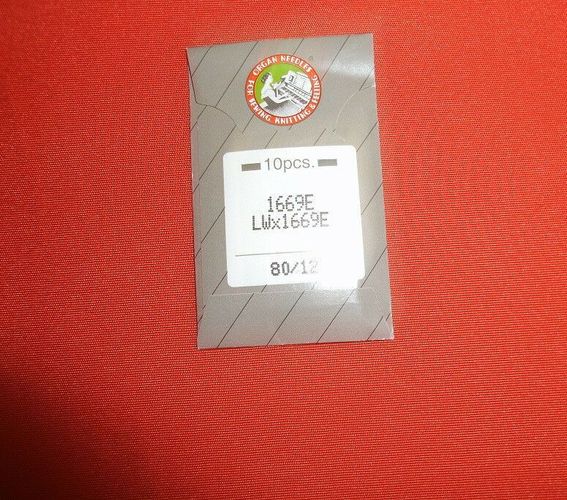 ORGAN NEEDLES
FOR SEWING, KNITTING & FELTING
10pcs.
1669E
LWx1669E
80/12